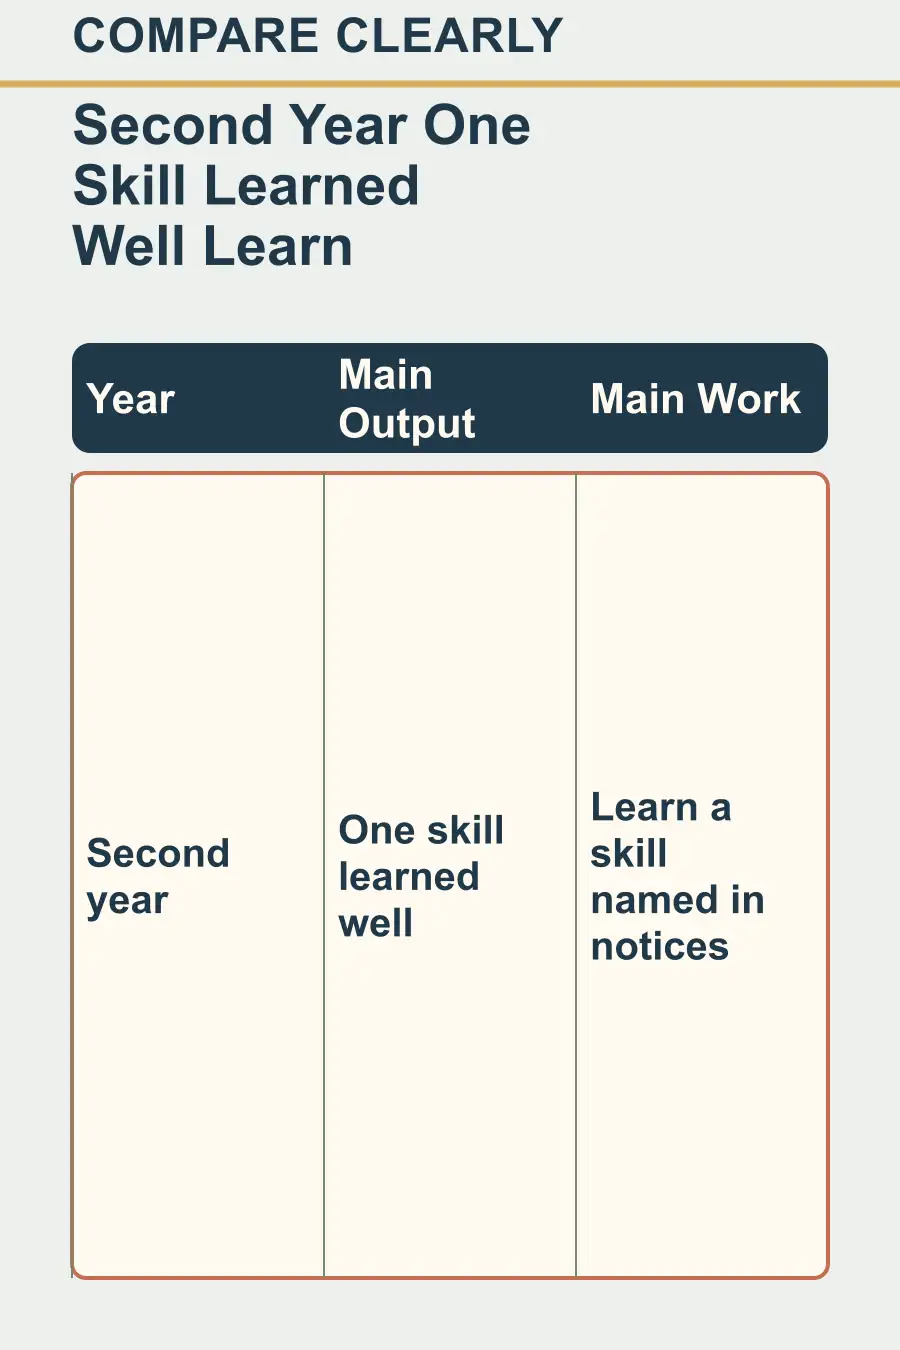 COMPARE CLEARLY
Second Year One
Skill Learned
Well Learn
Year
Main
Output
Main Work
Second
year
One skill
learned
well
Learn a
skill
named in
notices